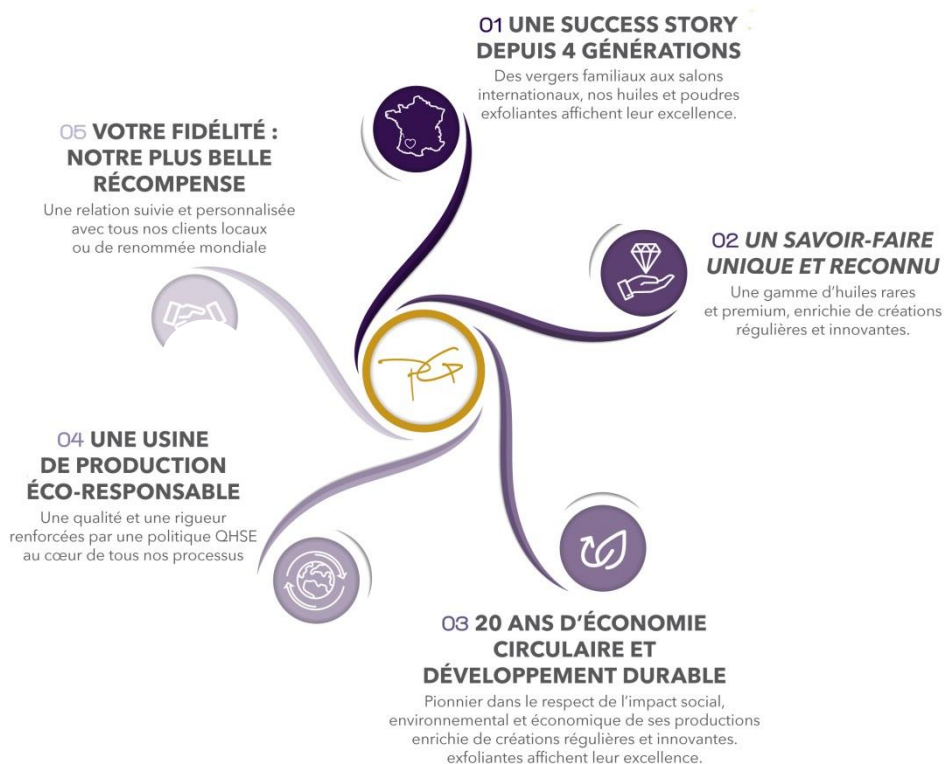 01 UNE SUCCESS STORY
DEPUIS 4 GÉNÉRATIONS
Des vergers familiaux aux salons
internationaux, nos huiles et poudres
exfoliantes affichent leur excellence.
02 UN SAVOIR-FAIRE
UNIQUE ET RECONNU
Une gamme d'huiles rares
et premium, enrichie de créations
régulières et innovantes.
03 20 ANS D'ÉCONOMIE
CIRCULAIRE ET
DÉVELOPPEMENT DURABLE
Pionnier dans le respect de l'impact social,
environnemental et économique de ses productions
enrichie de créations régulières et innovantes.
exfoliantes affichent leur excellence.
04 UNE USINE
DE PRODUCTION
ÉCO-RESPONSABLE
Une qualité et une rigueur
renforcées par une politique QHSE
au cœur de tous nos processus
05 VOTRE FIDÉLITÉ :
NOTRE PLUS BELLE
RÉCOMPENSE
Une relation suivie et personnalisée
avec tous nos clients locaux
ou de renommée mondiale